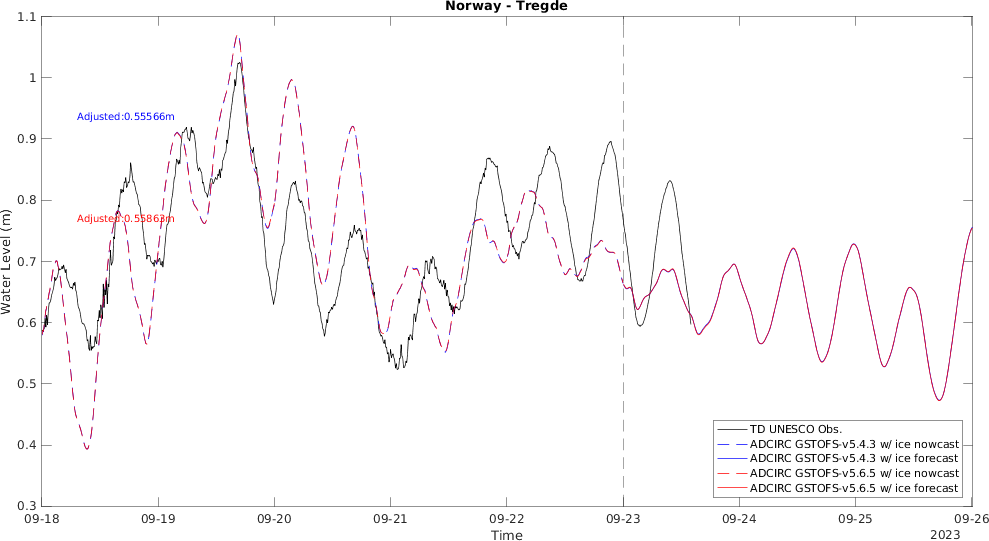 Norway - Tregde
1.1
1
0.9
0.8
0.7
0.6
0.5
0.4
0.3
Water Level (m)
Adjusted:0.55566m
Adjusted:0.55863m
TD UNESCO Obs.
ADCIRC GSTOFS-v5.4.3 w/ ice nowcast
ADCIRC GSTOFS-v5.4.3 w/ ice forecast
ADCIRC GSTOFS-v5.6.5 w/ ice nowcast
ADCIRC GSTOFS-v5.6.5 w/ ice forecast
09-18 09-19 09-20 09-21 09-22 09-23 09-24 09-25 09-26
Time
2023